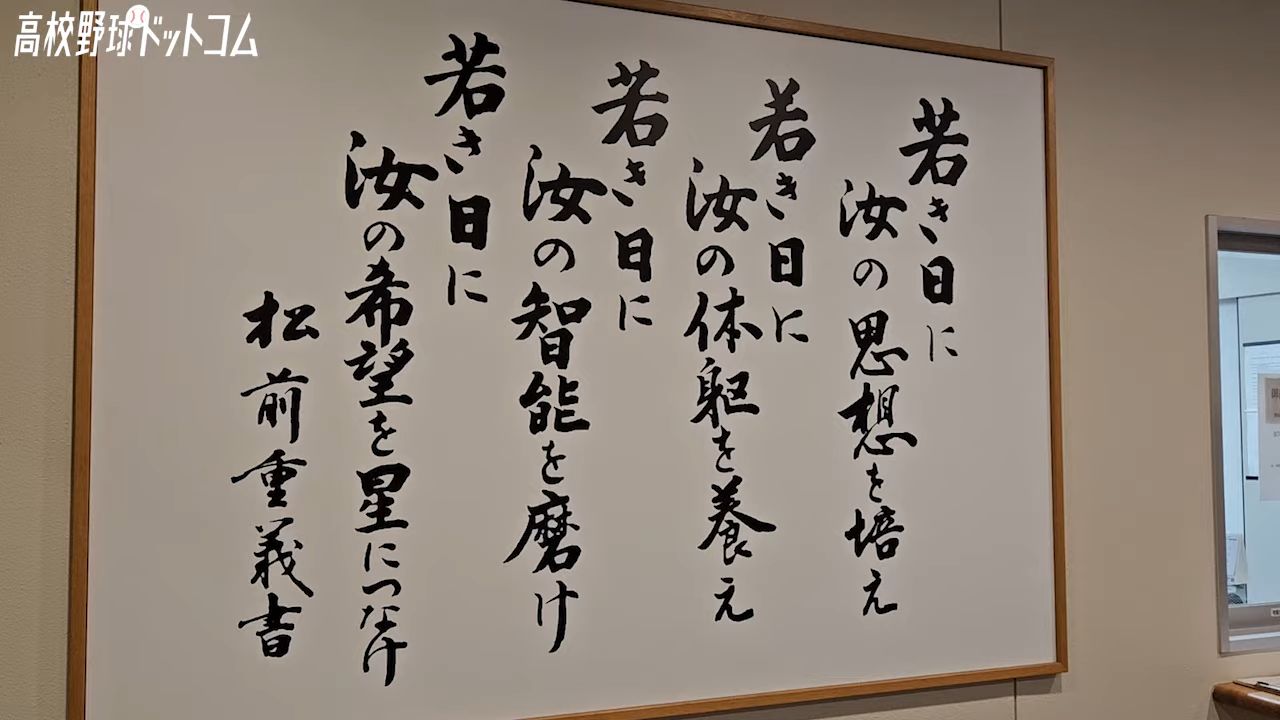 高校野球ドットコム
若き日に
汝の思想を培え
若き日に
汝の体躯を養え
若き日に
汝の智能を磨け
若き日に
汝の希望を星につなけ
松前重義書